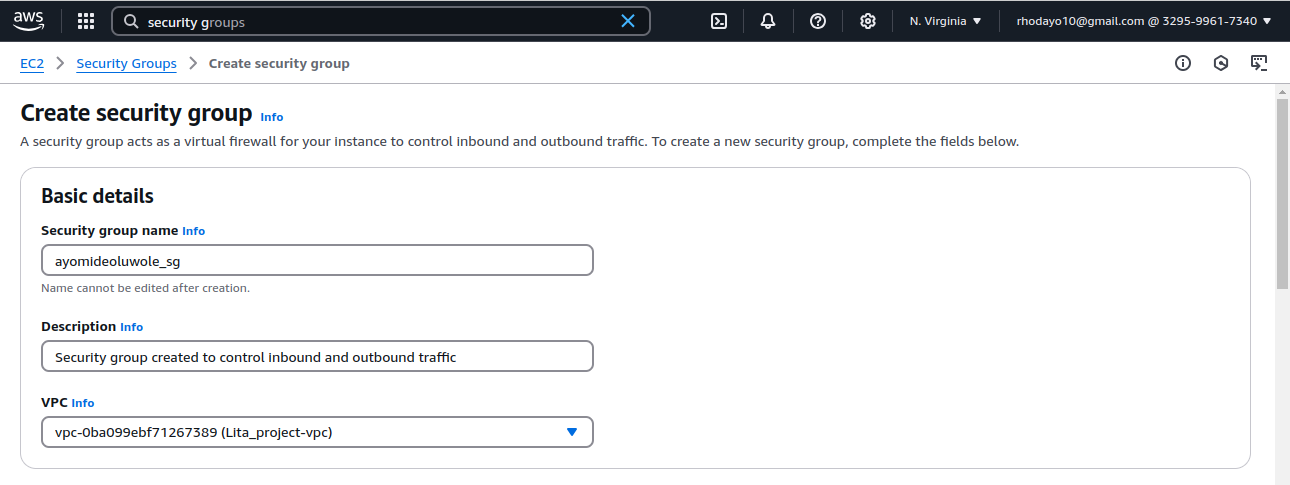 aws
security groups
N. Virginia
rhodayo10@gmail.com @ 3295-9961-7340
EC2 > Security Groups > Create security group
Create security group Info
A security group acts as a virtual firewall for your instance to control inbound and outbound traffic. To create a new security group, complete the fields below.
Basic details
Security group name Info
ayomideoluwole_sg
Name cannot be edited after creation.
Description Info
Security group created to control inbound and outbound traffic
VPC Info
vpc-0ba099ebf71267389 (Lita_project-vpc)